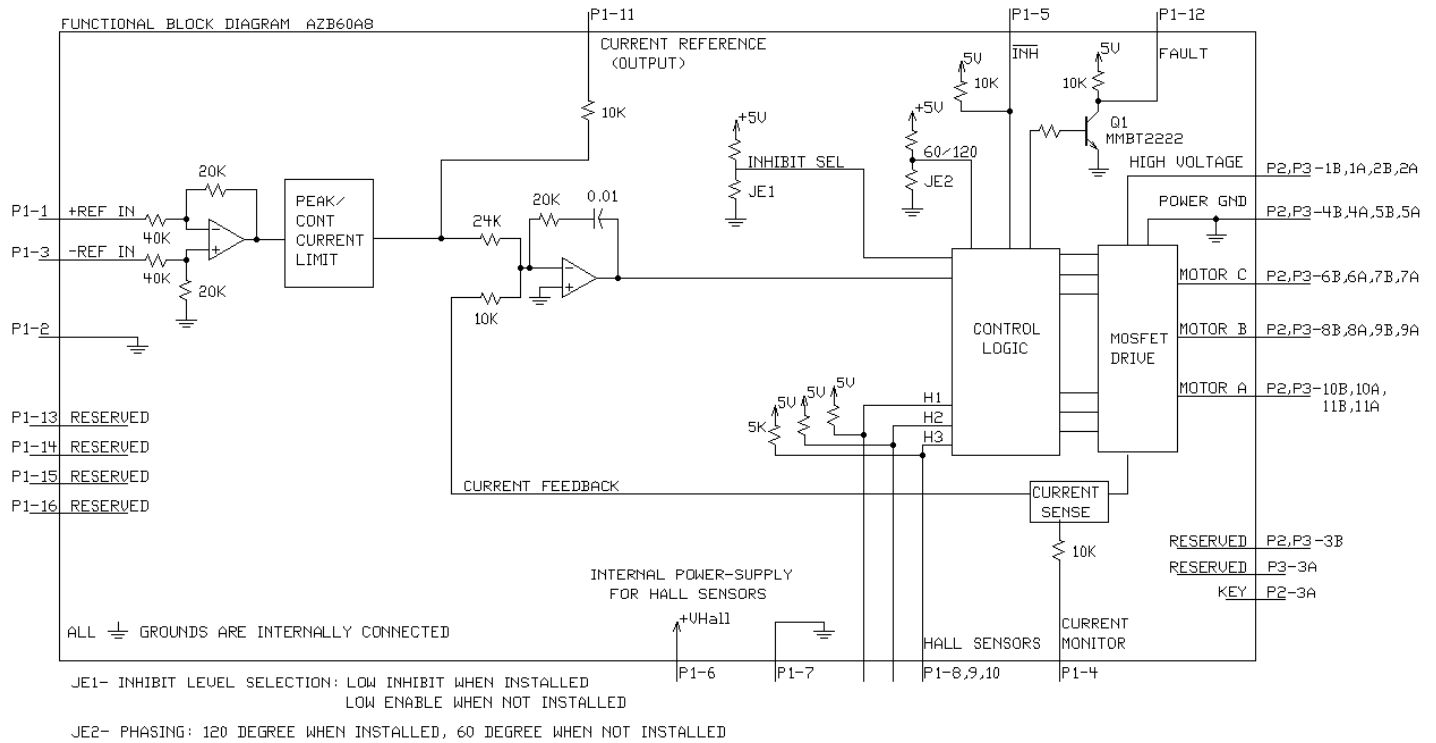 FUNCTIONAL BLOCK DIAGRAM AZB60A8
P1-11
P1-5
P1-12
CURRENT REFERENCE
(OUTPUT)
INH
FAULT
5V
10K
5V
10K
10K
+5V
INHIBIT SEL
JE1
+5V
60/120
JE2
Q1
MMBT2222
HIGH VOLTAGE
P2,P3-1B,1A,2B,2A
POWER GND
P2,P3-4B,4A,5B,5A
P1-1
+REF IN
40K
20K
P1-3
-REF IN
40K
20K
PEAK/
CONT
CURRENT
LIMIT
24K
20K
0.01
10K
P1-2
CONTROL
LOGIC
MOSFET
DRIVE
MOTOR C
P2,P3-6B,6A,7B,7A
MOTOR B
P2,P3-8B,8A,9B,9A
MOTOR A
P2,P3-10B,10A,
11B,11A
5V
5V
5V
5K
H1
H2
H3
P1-13 RESERVED
P1-14 RESERVED
P1-15 RESERVED
P1-16 RESERVED
CURRENT FEEDBACK
CURRENT
SENSE
10K
RESERVED P2,P3-3B
RESERVED P3-3A
KEY P2-3A
INTERNAL POWER-SUPPLY
FOR HALL SENSORS
+VHall
ALL GROUNDS ARE INTERNALLY CONNECTED
HALL SENSORS
CURRENT
MONITOR
P1-6
P1-7
P1-8,9,10
P1-4
JE1- INHIBIT LEVEL SELECTION: LOW INHIBIT WHEN INSTALLED
LOW ENABLE WHEN NOT INSTALLED
JE2- PHASING: 120 DEGREE WHEN INSTALLED, 60 DEGREE WHEN NOT INSTALLED